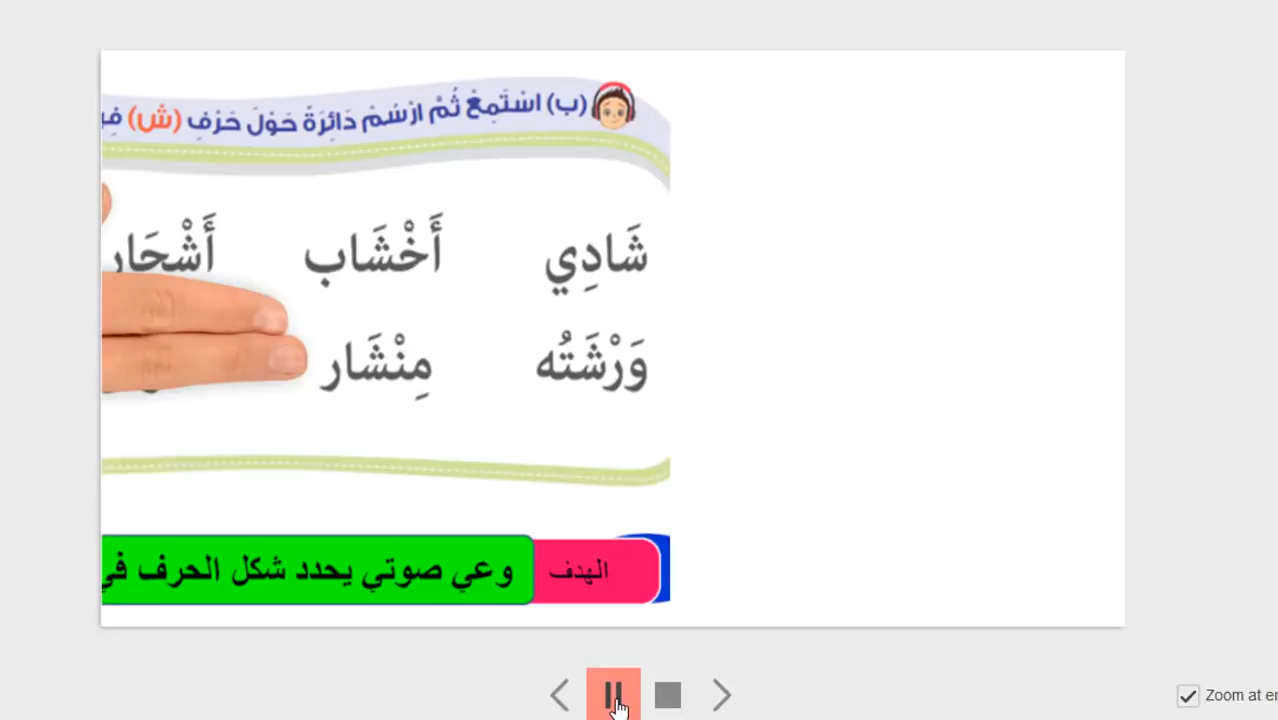 (ب) اسْتَمِعْ ثُمَّ ارْسُمْ دَائِرَةً حَوْلَ حَرْفِ (ش)
شَادِي أَخْشَاب أَشْجَار
وَرْشَتُه مِنْشَار
الهدف وعي صوتي يحدد شكل الحرف في
Zoom at en